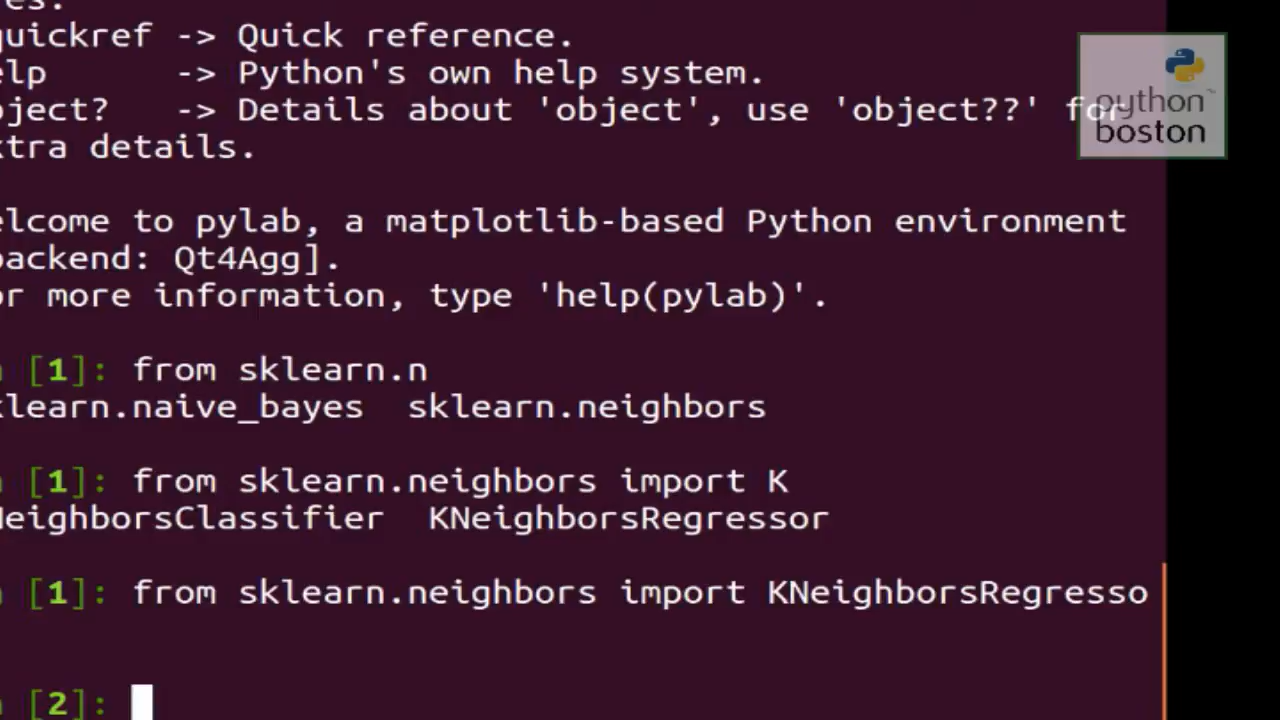 quickref -> Quick reference.
elp -> Python's own help system.
bject? -> Details about 'object', use 'object??' for
xtra details.
elcome to pylab, a matplotlib-based Python environment
backend: Qt4Agg].
or more information, type 'help(pylab)'.
[1]: from sklearn.n
klearn.naive_bayes sklearn.neighbors
[1]: from sklearn.neighbors import K
NeighborsClassifier KNeighborsRegressor
[1]: from sklearn.neighbors import KNeighborsRegresso
[2]:
python™
boston